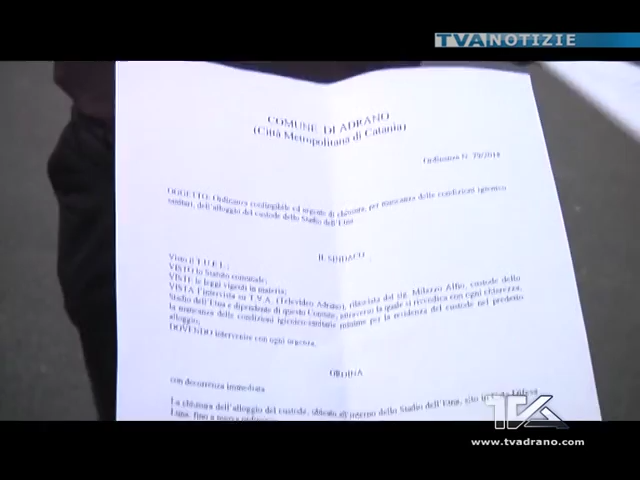 TVANOTIZIE
COMUNE DI ADRANO
(Città Metropolitana di Catania)
Ordinanza N. 79/2018
OGGETTO: Ordinanza contingibile ed urgente di chiusura, per mancanza delle condizioni igienico
sanitari, dell'alloggio del custode dello Stadio dell'Etna
IL SINDACO
Visto il T.U.E.L.;
VISTO lo Statuto comunale;
VISTE le leggi vigenti in materia;
VISTA l'intervista su T.V.A. (Televideo Adrano), rilasciata dal sig. Milazzo Alfio, custode dello
Stadio dell'Etna e dipendente di questo Comune, attraverso la quale si rivendica con ogni chiarezza,
la mancanza delle condizioni igienico-sanitarie minime per la residenza del custode nel predetto
alloggio;
DOVENDO intervenire con ogni urgenza,
ORDINA
con decorrenza immediata
La chiusura dell'alloggio del custode, ubicato all'interno dello Stadio dell'Etna, sito in
Luna, fino a nuova
TVA
www.tvadrano.com